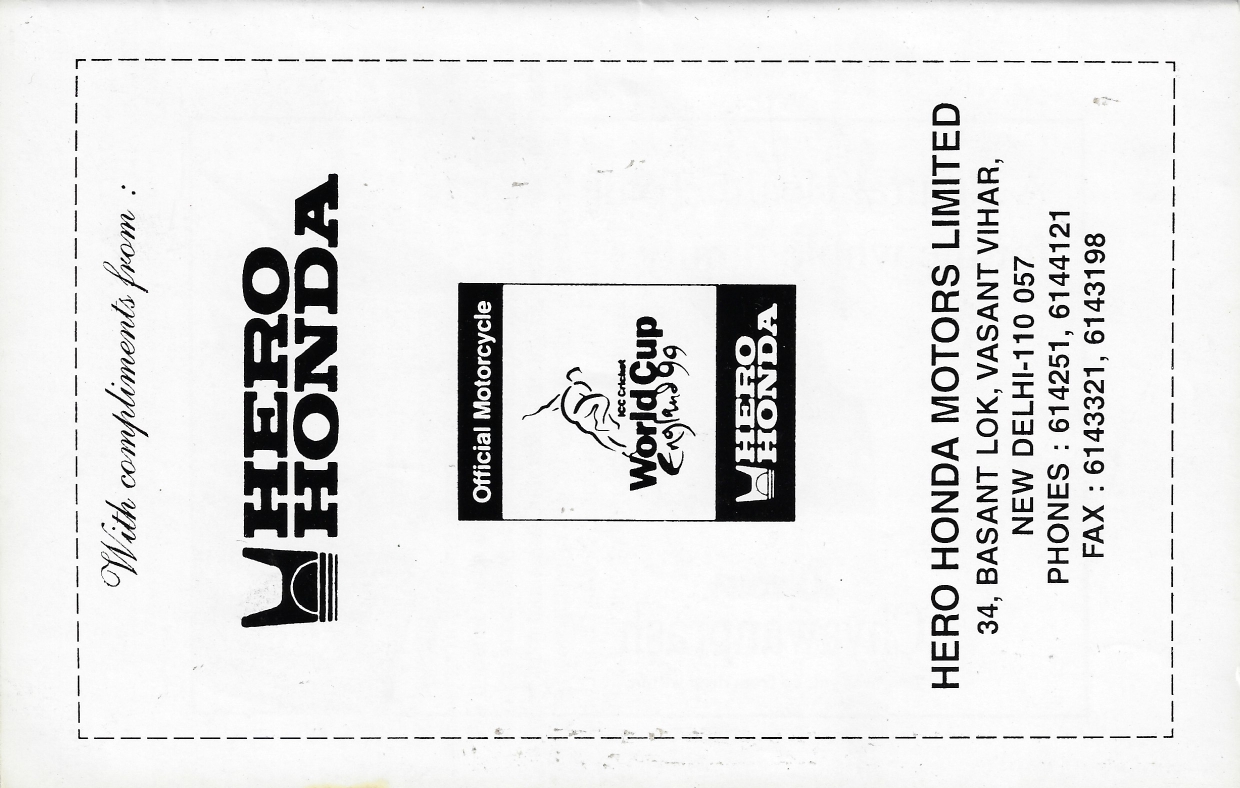 With compliments from :
HERO
HONDA
Official Motorcycle
ICC Cricket
World Cup
England 99
HERO
HONDA
HERO HONDA MOTORS LIMITED
34, BASANT LOK, VASANT VIHAR,
NEW DELHI-110 057
PHONES : 614251, 6144121
FAX : 6143321, 6143198